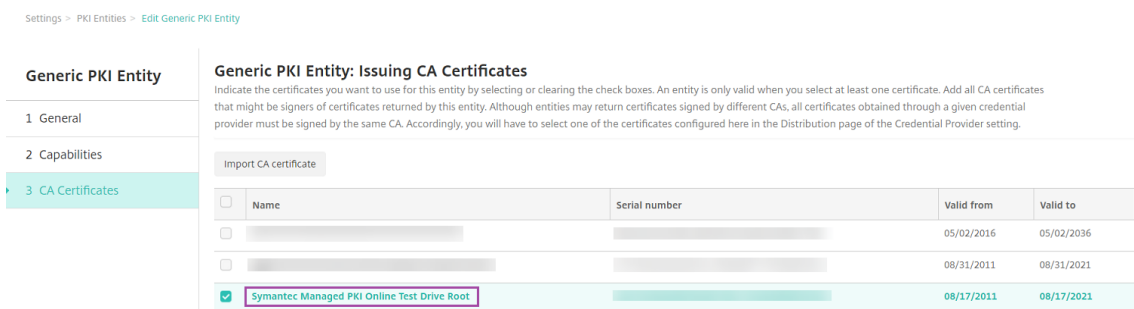 Settings > PKI Entities > Edit Generic PKI Entity
Generic PKI Entity
1 General
2 Capabilities
3 CA Certificates
Generic PKI Entity: Issuing CA Certificates
Indicate the certificates you want to use for this entity by selecting or clearing the check boxes. An entity is only valid when you select at least one certificate. Add all CA certificates
that might be signers of certificates returned by this entity. Although entities may return certificates signed by different CAs, all certificates obtained through a given credential
provider must be signed by the same CA. Accordingly, you will have to select one of the certificates configured here in the Distribution page of the Credential Provider setting.
Import CA certificate
Name Serial number Valid from Valid to
05/02/2016 05/02/2036
08/31/2011 08/31/2021
Symantec Managed PKI Online Test Drive Root 08/17/2011 08/17/2021